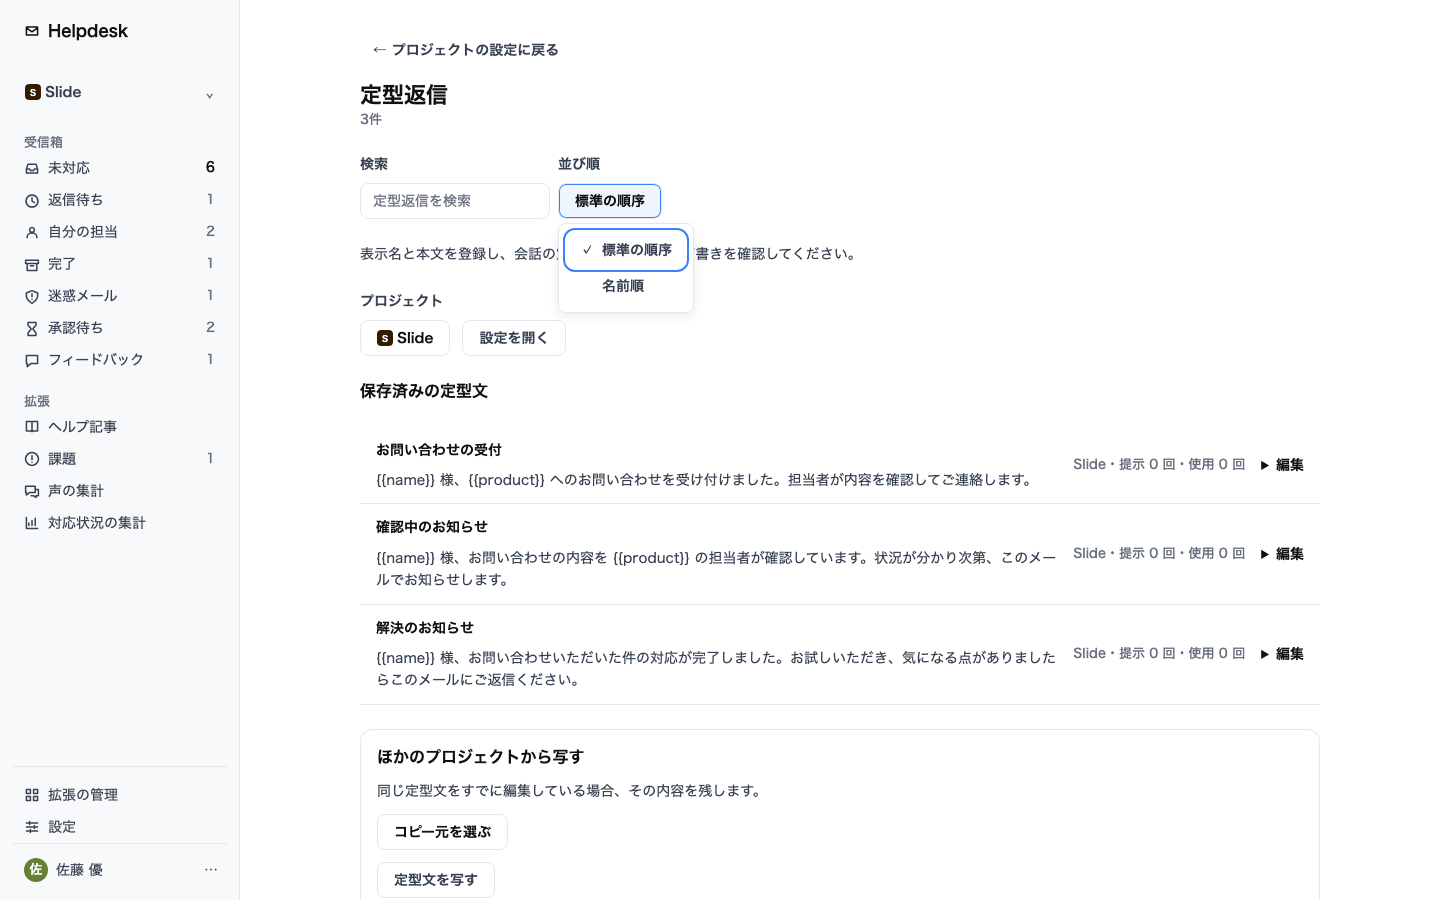 Helpdesk
S Slide
受信箱
未対応 6
返信待ち 1
自分の担当 2
完了 1
迷惑メール 1
承認待ち 2
フィードバック 1
拡張
ヘルプ記事
課題 1
声の集計
対応状況の集計
拡張の管理
設定
佐 佐藤 優 …
← プロジェクトの設定に戻る
定型返信
3件
検索
並び順
定型返信を検索
標準の順序
✓ 標準の順序
名前順
表示名と本文を登録し、会話の
書きを確認してください。
プロジェクト
S Slide
設定を開く
保存済みの定型文
お問い合わせの受付
{{name}} 様、{{product}} へのお問い合わせを受け付けました。担当者が内容を確認してご連絡します。
Slide・提示 0 回・使用 0 回 ▶ 編集
確認中のお知らせ
{{name}} 様、お問い合わせの内容を {{product}} の担当者が確認しています。状況が分かり次第、このメー
ルでお知らせします。
Slide・提示 0 回・使用 0 回 ▶ 編集
解決のお知らせ
{{name}} 様、お問い合わせいただいた件の対応が完了しました。お試しいただき、気になる点がありました
らこのメールにご返信ください。
Slide・提示 0 回・使用 0 回 ▶ 編集
ほかのプロジェクトから写す
同じ定型文をすでに編集している場合、その内容を残します。
コピー元を選ぶ
定型文を写す